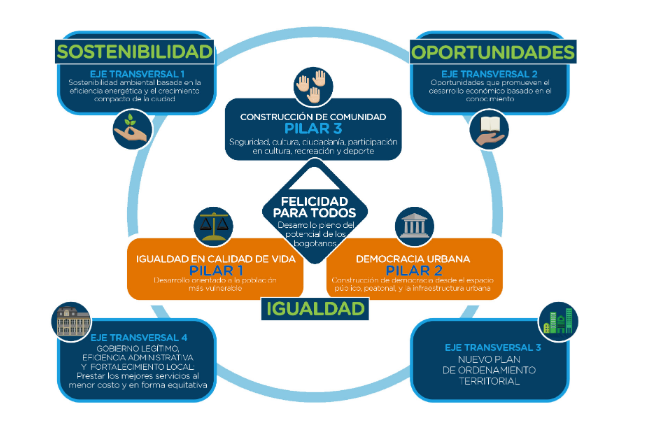 SOSTENIBILIDAD
EJE TRANSVERSAL 1
Sostenibilidad ambiental basada en la
eficiencia energética y el crecimiento
compacto de la ciudad
OPORTUNIDADES
EJE TRANSVERSAL 2
Oportunidades que promueven el
desarrollo económico basado en el
conocimiento
CONSTRUCCIÓN DE COMUNIDAD
PILAR 3
Seguridad, cultura, ciudadanía, participación
en cultura, recreación y deporte
FELICIDAD
PARA TODOS
Desarrollo pleno del
potencial de los
bogotanos
IGUALDAD EN CALIDAD DE VIDA
PILAR 1
Desarrollo orientado a la población
más vulnerable
DEMOCRACIA URBANA
PILAR 2
Construcción de democracia desde el espacio
público, peatonal, y la infraestructura urbana
IGUALDAD
EJE TRANSVERSAL 4
GOBIERNO LEGÍTIMO,
EFICIENCIA ADMINISTRATIVA
Y FORTALECIMIENTO LOCAL
Prestar los mejores servicios al
menor costo y en forma equitativa
EJE TRANSVERSAL 3
NUEVO PLAN
DE ORDENAMIENTO
TERRITORIAL